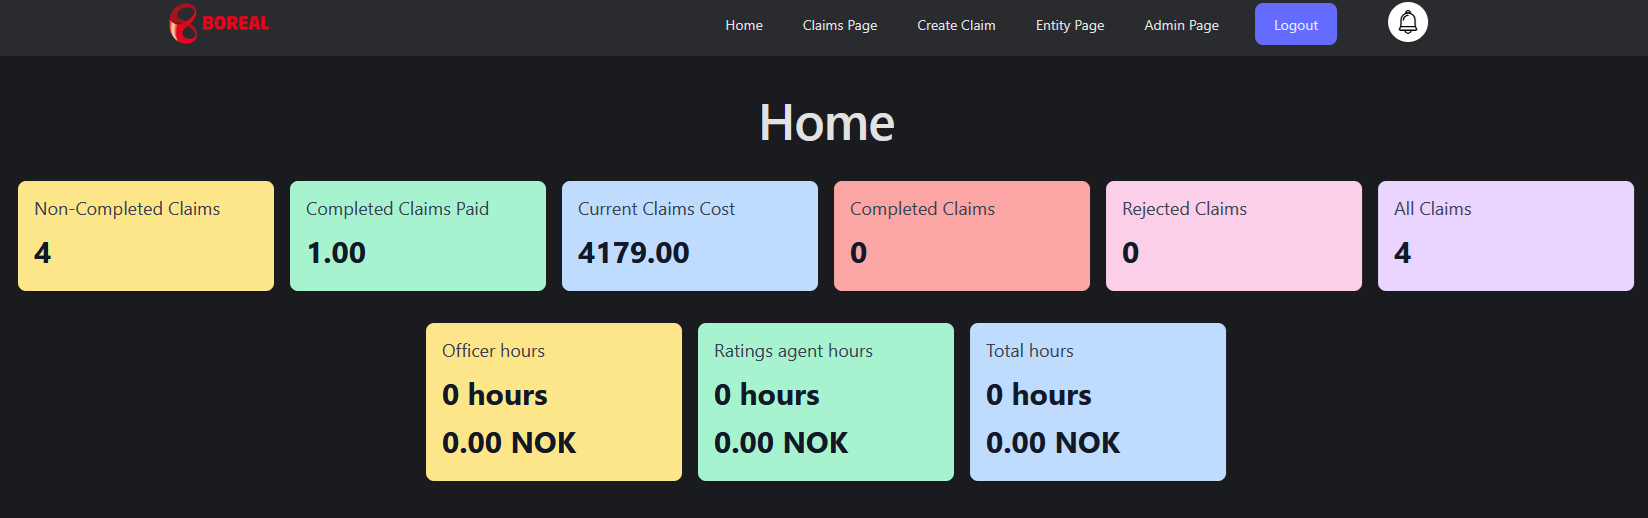 BOREAL
Home
Claims Page
Create Claim
Entity Page
Admin Page
Logout
Home
Non-Completed Claims
4
Completed Claims Paid
1.00
Current Claims Cost
4179.00
Completed Claims
0
Rejected Claims
0
All Claims
4
Officer hours
0 hours
0.00 NOK
Ratings agent hours
0 hours
0.00 NOK
Total hours
0 hours
0.00 NOK